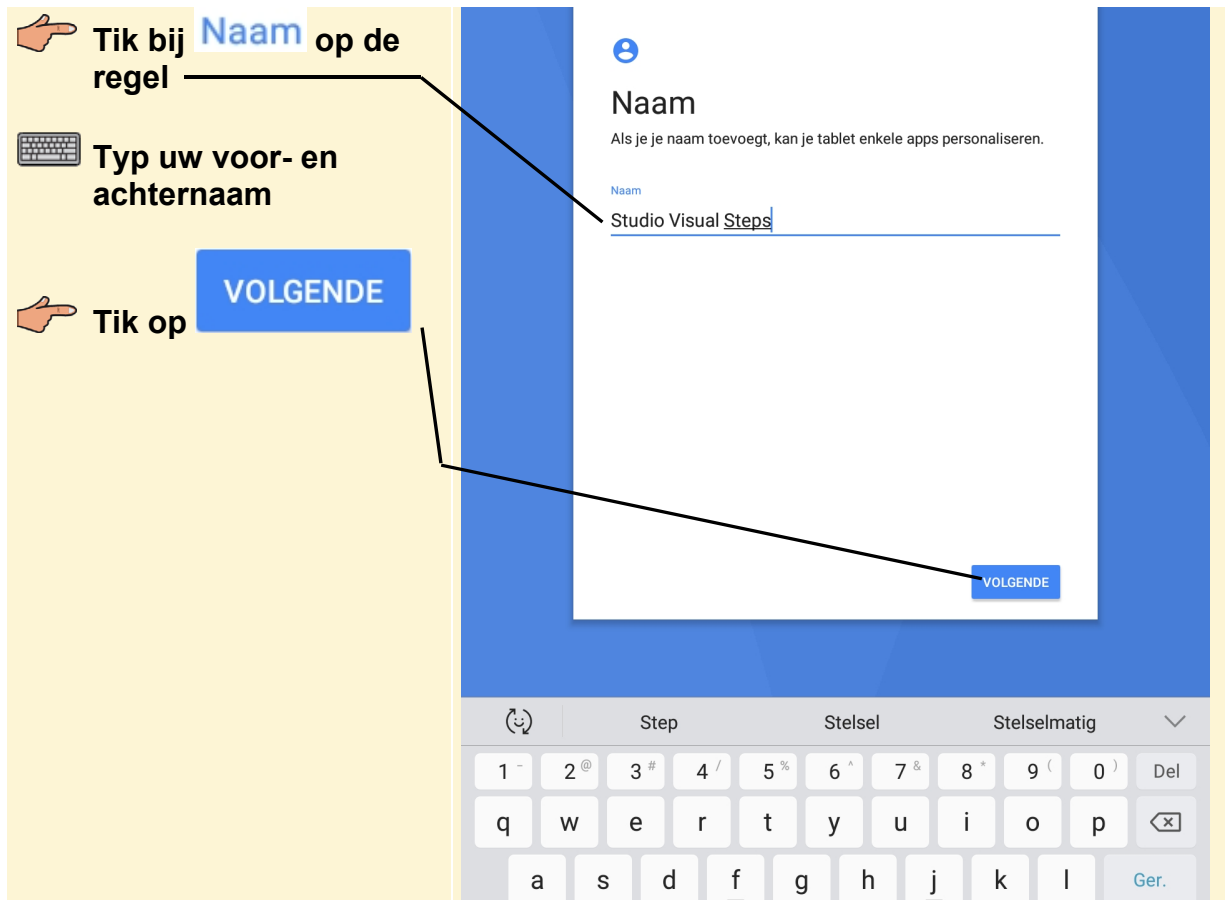 Tik bij Naam op de
regel
Typ uw voor- en
achternaam
Tik op VOLGENDE
Naam
Als je je naam toevoegt, kan je tablet enkele apps personaliseren.
Naam
Studio Visual Steps
VOLGENDE
Step Stelsel Stelselmatig
1 - 2 @ 3 # 4 / 5 % 6 ^ 7 & 8 * 9 ( 0 ) Del
q w e r t y u i o p
a s d f g h j k l Ger.